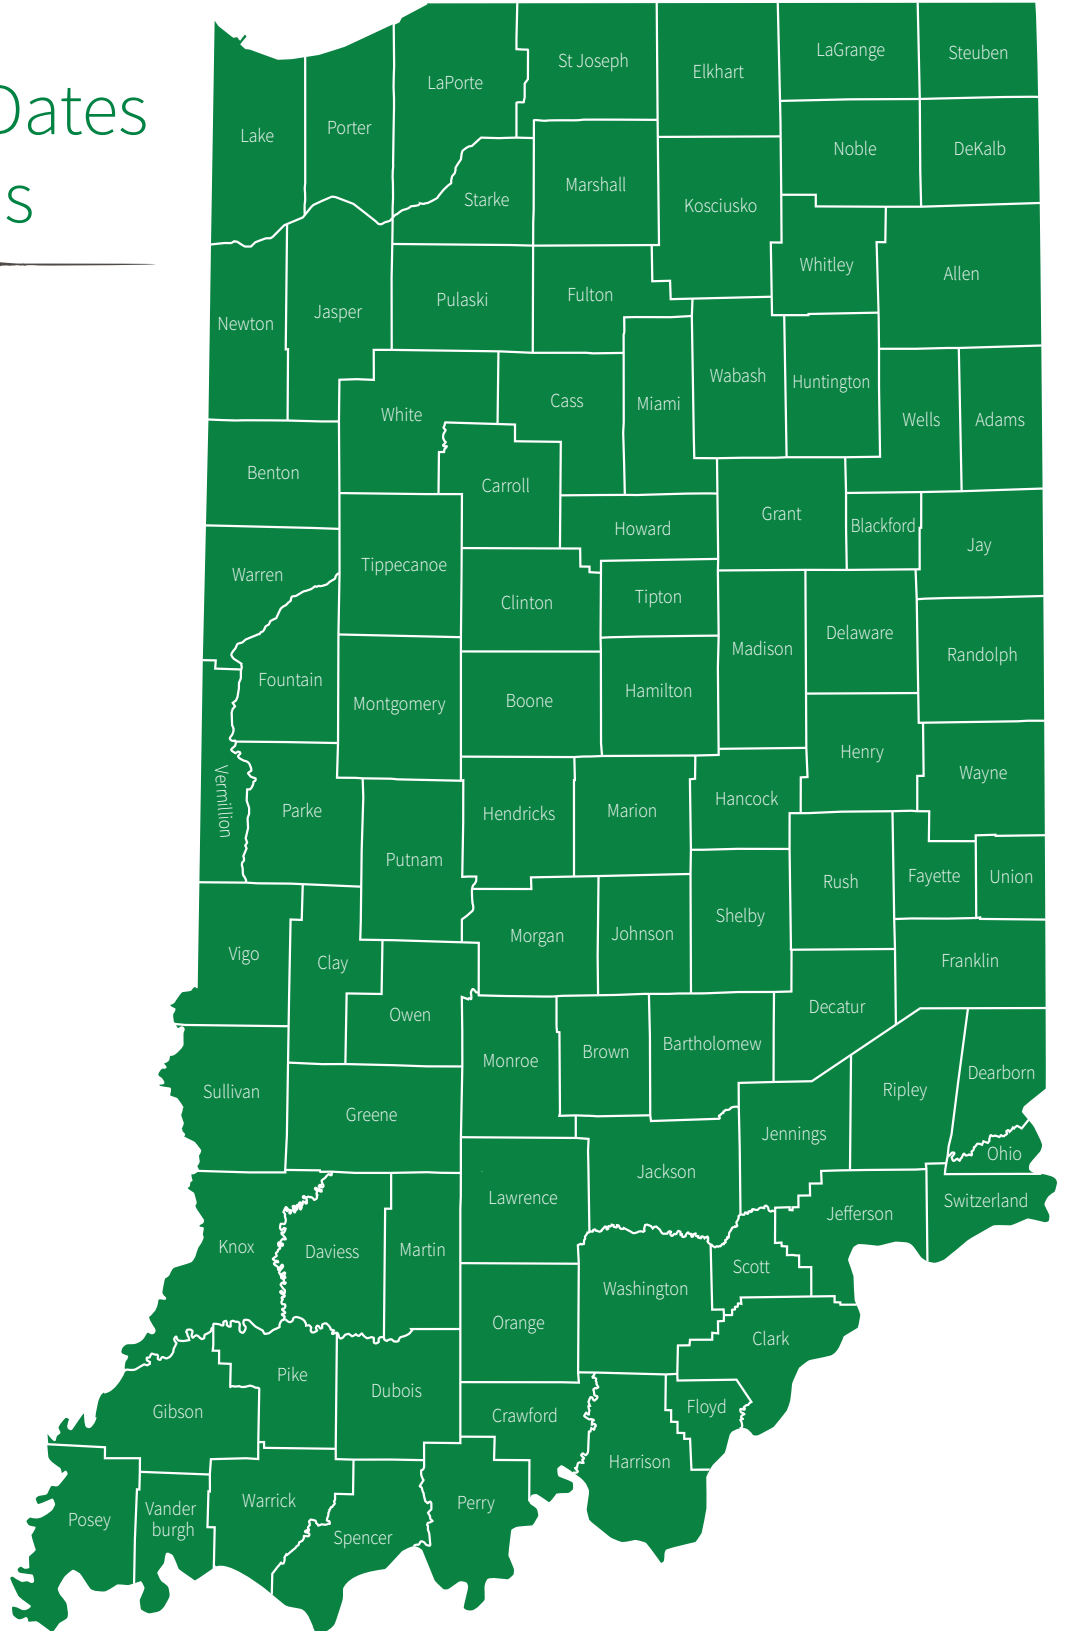 Dates
s
St Joseph
LaGrange
Steuben
Elkhart
LaPorte
Porter
Lake
Noble
DeKalb
Marshall
Starke
Kosciusko
Whitley
Allen
Fulton
Pulaski
Jasper
Newton
Wabash
Huntington
Cass
Miami
White
Wells
Adams
Benton
Carroll
Grant
Howard
Blackford
Jay
Tippecanoe
Warren
Tipton
Clinton
Delaware
Madison
Randolph
Fountain
Montgomery
Boone
Hamilton
Henry
Wayne
Vermillion
Parke
Hendricks
Marion
Hancock
Putnam
Rush
Fayette
Union
Shelby
Morgan
Johnson
Vigo
Clay
Franklin
Decatur
Owen
Monroe
Brown
Bartholomew
Sullivan
Greene
Ripley
Dearborn
Jennings
Ohio
Jackson
Lawrence
Switzerland
Jefferson
Knox
Daviess
Martin
Scott
Washington
Orange
Clark
Pike
Dubois
Gibson
Crawford
Floyd
Harrison
Warrick
Perry
Posey
Vander
burgh
Spencer